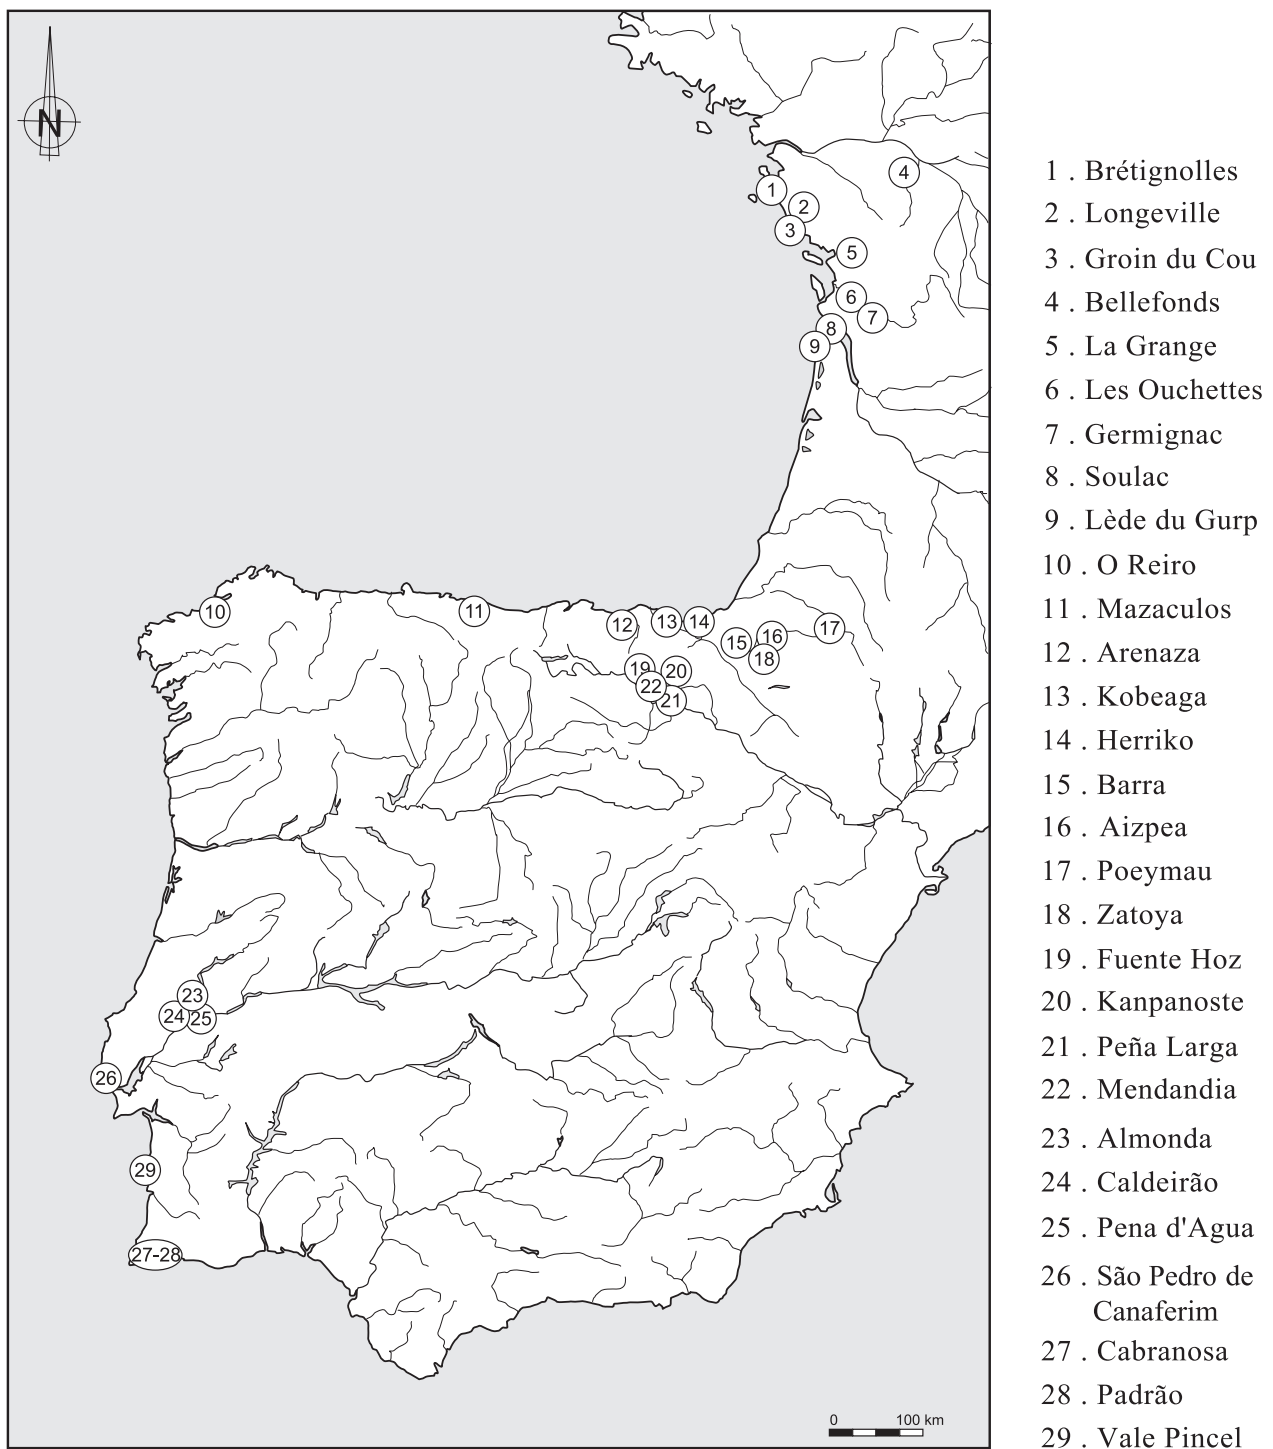 N
1
2
3
4
5
6
7
8
9
10
11
12
13
14
15
16
17
18
19
20
22
21
23
24
25
26
29
27-28
0 100 km
1 . Brétignolles
2 . Longeville
3 . Groin du Cou
4 . Bellefonds
5 . La Grange
6 . Les Ouchettes
7 . Germignac
8 . Soulac
9 . Lède du Gurp
10 . O Reiro
11 . Mazaculos
12 . Arenaza
13 . Kobeaga
14 . Herriko
15 . Barra
16 . Aizpea
17 . Poeymau
18 . Zatoya
19 . Fuente Hoz
20 . Kanpanoste
21 . Peña Larga
22 . Mendandia
23 . Almonda
24 . Caldeirão
25 . Pena d'Agua
26 . São Pedro de
Canaferim
27 . Cabranosa
28 . Padrão
29 . Vale Pincel